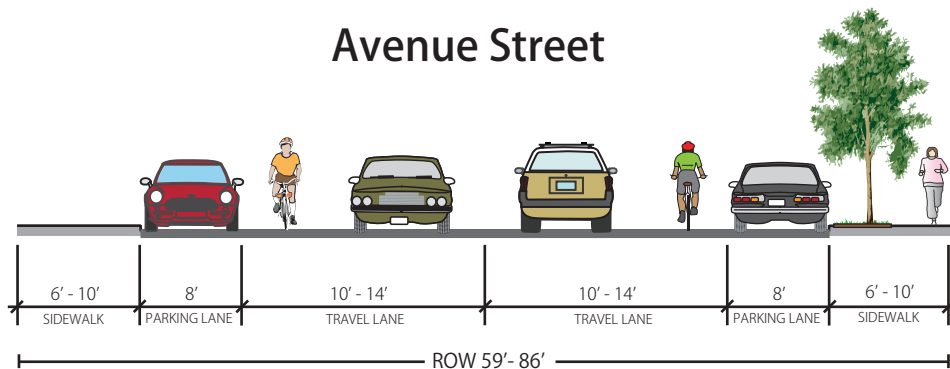 Avenue Street
6’ - 10’ 8’ 10’ - 14’ 10’ - 14’ 8’ 6’ - 10’
SIDEWALK PARKING LANE TRAVEL LANE TRAVEL LANE PARKING LANE SIDEWALK
ROW 59’- 86’